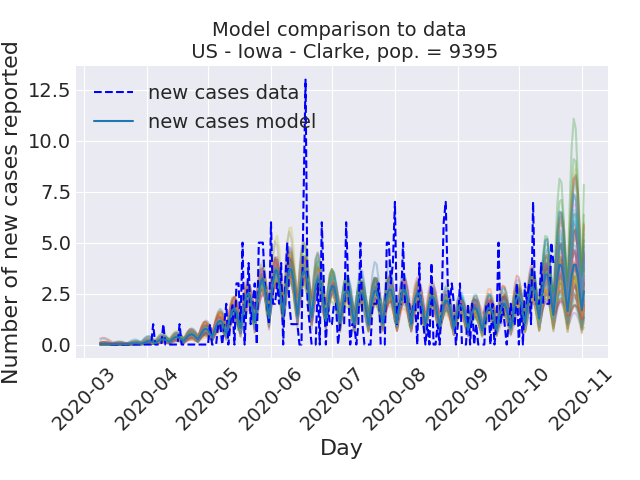 Model comparison to data
US - Iowa - Clarke, pop. = 9395
Number of new cases reported
12.5
10.0
7.5
5.0
2.5
0.0
new cases data
new cases model
2020-03
2020-04
2020-05
2020-06
2020-07
2020-08
2020-09
2020-10
2020-11
Day